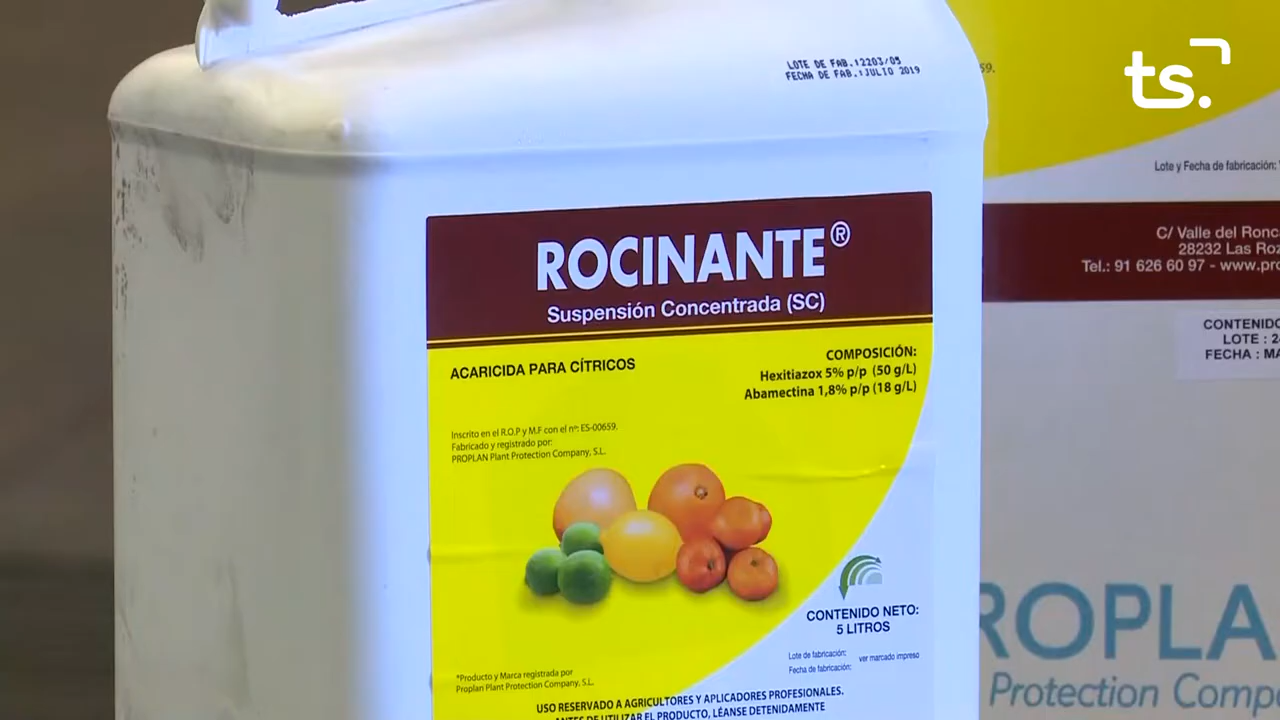 ts.
LOTE DE FAB.:2203/05
FECHA DE FAB.:JULIO 2019
59.
Lote y Fecha de fabricación:
ROCINANTE®
Suspensión Concentrada (SC)
C/ Valle del Ronc
28232 Las Roz
Tel.: 91 626 60 97 - www.pro
ACARICIDA PARA CÍTRICOS
COMPOSICIÓN:
Hexitiazox 5% p/p (50 g/L)
Abamectina 1,8% p/p (18 g/L)
CONTENIDO
LOTE : 2
FECHA : MA
Inscrito en el R.O.P y M.F con el nº: ES-00659.
Fabricado y registrado por:
PROPLAN Plant Protection Company, S.L.
CONTENIDO NETO:
5 LITROS
Lote de fabricación:
Fecha de fabricación:
ver marcado impreso
*Producto y Marca registrada por
Proplan Plant Protection Company, S.L.
USO RESERVADO A AGRICULTORES Y APLICADORES PROFESIONALES.
ANTES DE UTILIZAR EL PRODUCTO, LÉANSE DETENIDAMENTE
ROPLA
Protection Comp